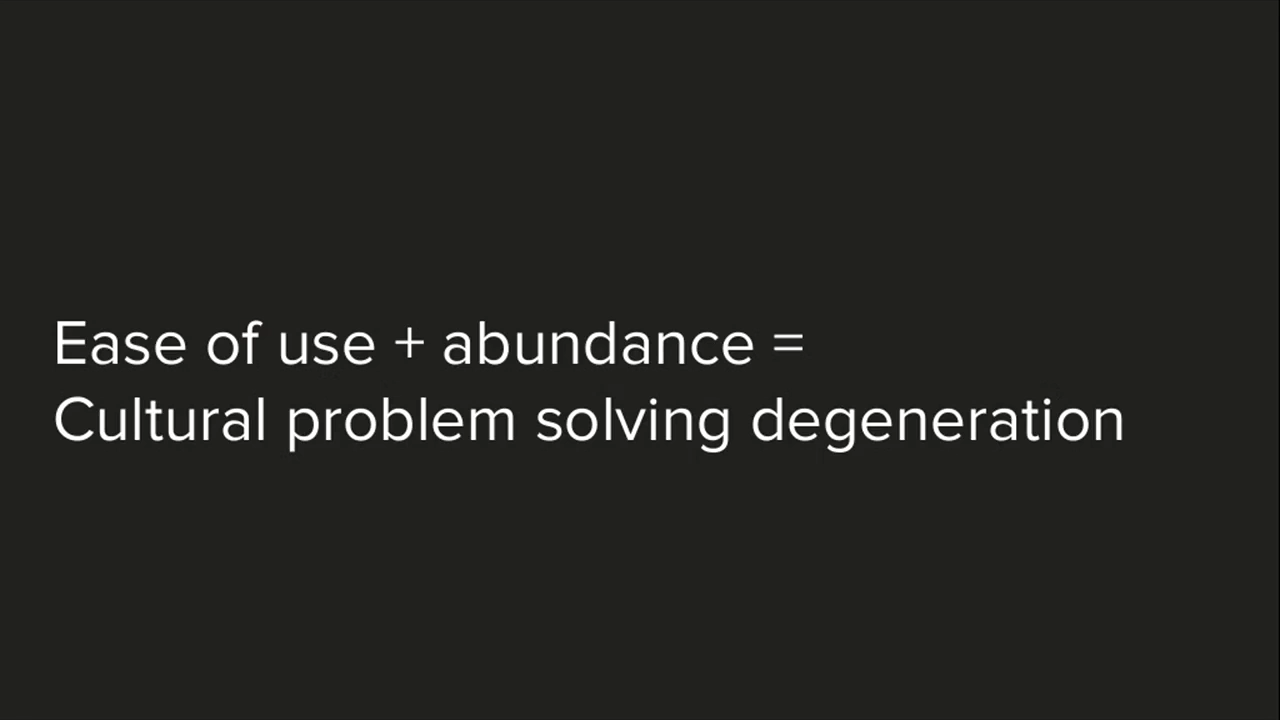 Ease of use + abundance =
Cultural problem solving degeneration